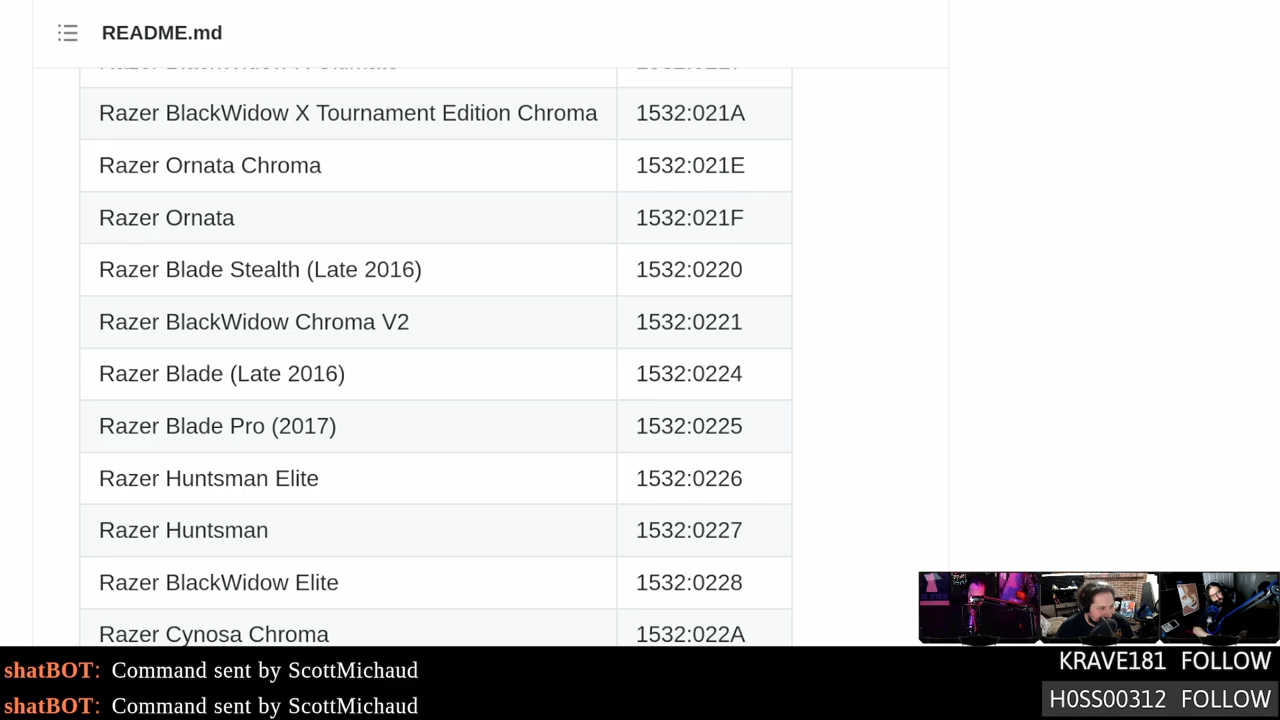 README.md
Razer BlackWidow X Tournament Edition Chroma 1532:021A
Razer Ornata Chroma 1532:021E
Razer Ornata 1532:021F
Razer Blade Stealth (Late 2016) 1532:0220
Razer BlackWidow Chroma V2 1532:0221
Razer Blade (Late 2016) 1532:0224
Razer Blade Pro (2017) 1532:0225
Razer Huntsman Elite 1532:0226
Razer Huntsman 1532:0227
Razer BlackWidow Elite 1532:0228
Razer Cynosa Chroma 1532:022A
shatBOT: Command sent by ScottMichaud
shatBOT: Command sent by ScottMichaud
KRAVE181 FOLLOW
H0SS00312 FOLLOW